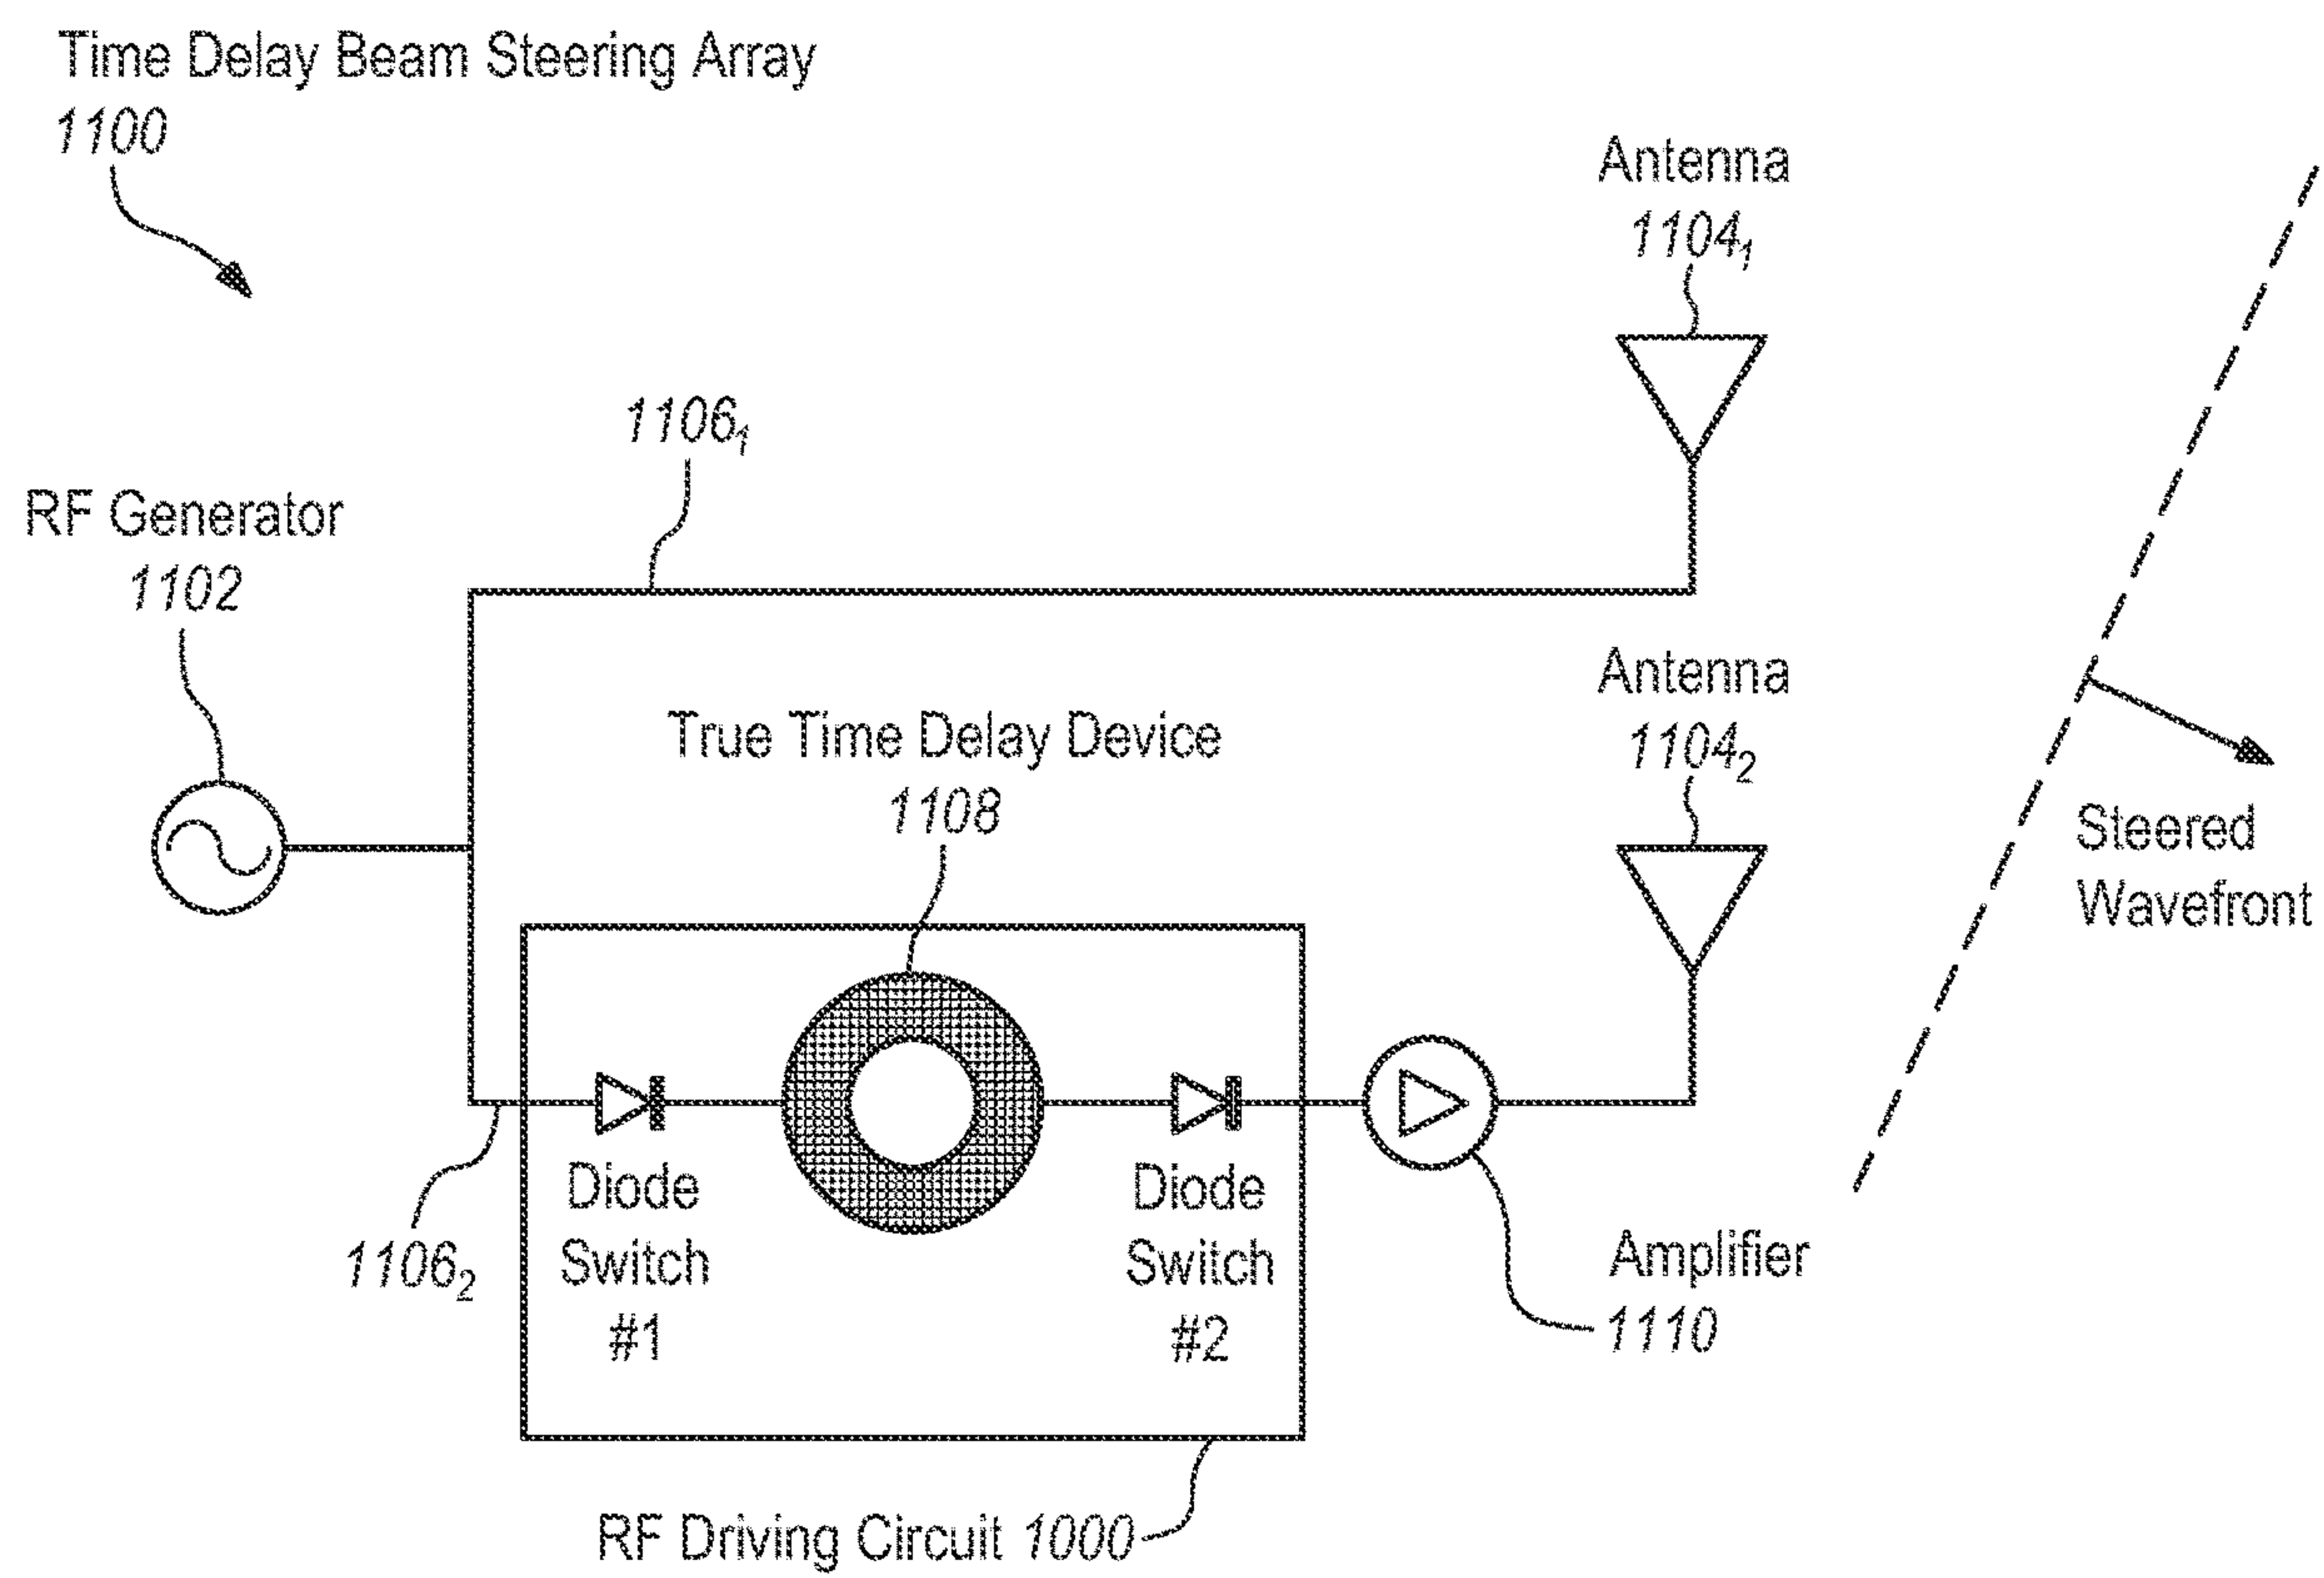 Time Delay Beam Steering Array
1100
Antenna
1104₁
1106₁
RF Generator
1102
Antenna
1104₂
True Time Delay Device
1108
Steered
Wavefront
Diode
Switch
#1
Diode
Switch
#2
1106₂
Amplifier
1110
RF Driving Circuit 1000